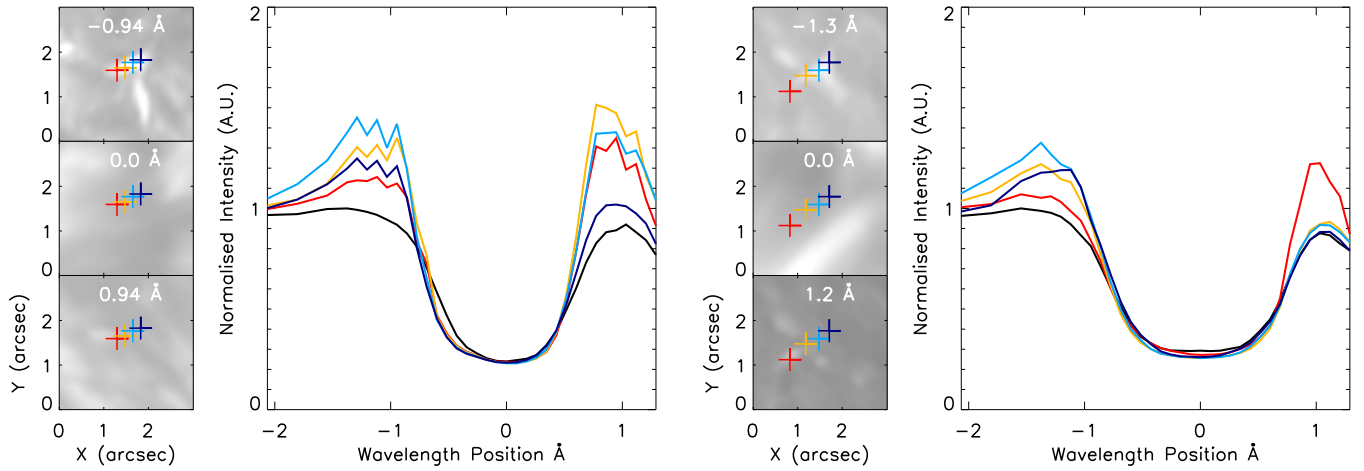 −0.94 Å
2
1
0
0.0 Å
2
1
0
0.94 Å
2
1
0
Y (arcsec)
0 1 2
X (arcsec)
2
1
0
Normalised Intensity (A.U.)
−2 −1 0 1
Wavelength Position Å
−1.3 Å
2
1
0
0.0 Å
2
1
0
1.2 Å
2
1
0
Y (arcsec)
0 1 2
X (arcsec)
2
1
0
Normalised Intensity (A.U.)
−2 −1 0 1
Wavelength Position Å